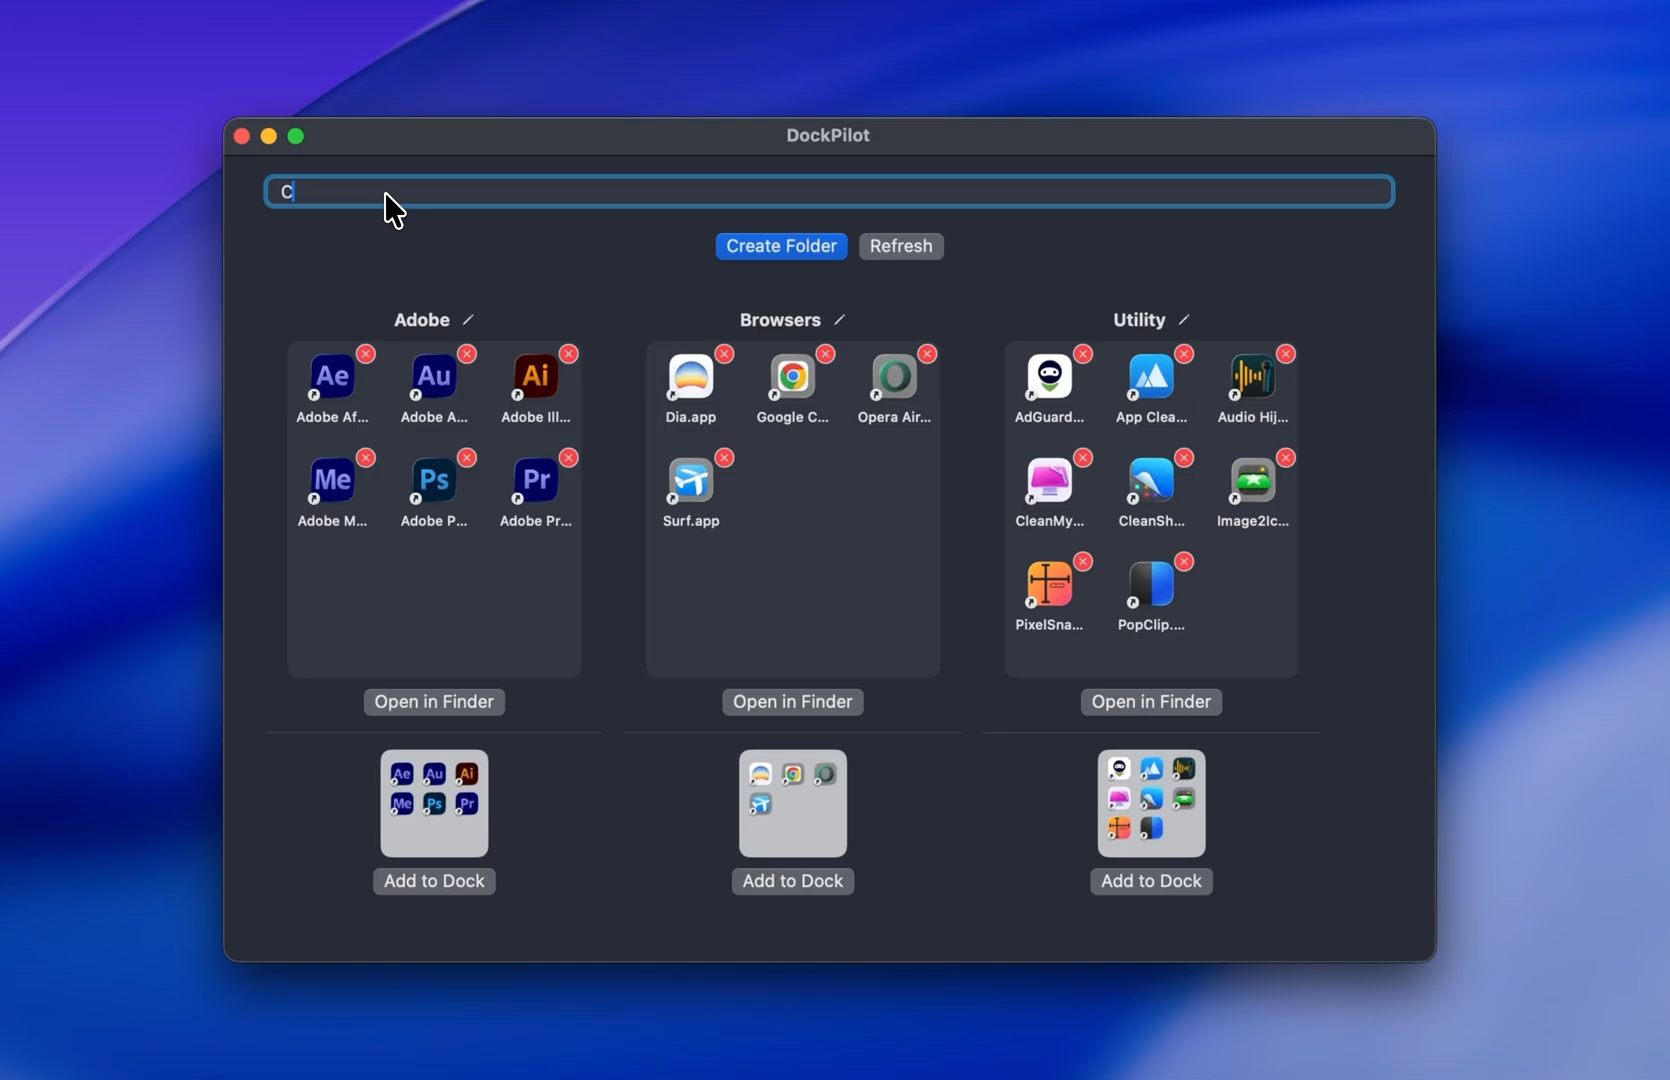 DockPilot
C
Create Folder Refresh
Adobe Browsers Utility
Ae Au Ai
Adobe Af... Adobe A... Adobe Ill... Dia.app Google C... Opera Air... AdGuard... App Clea... Audio Hij...
Me Ps Pr
Adobe M... Adobe P... Adobe Pr... Surf.app CleanMy... CleanSh... Image2Ic...
PixelSna... PopClip....
Open in Finder Open in Finder Open in Finder
Ae Au Ai
Me Ps Pr
Add to Dock Add to Dock Add to Dock